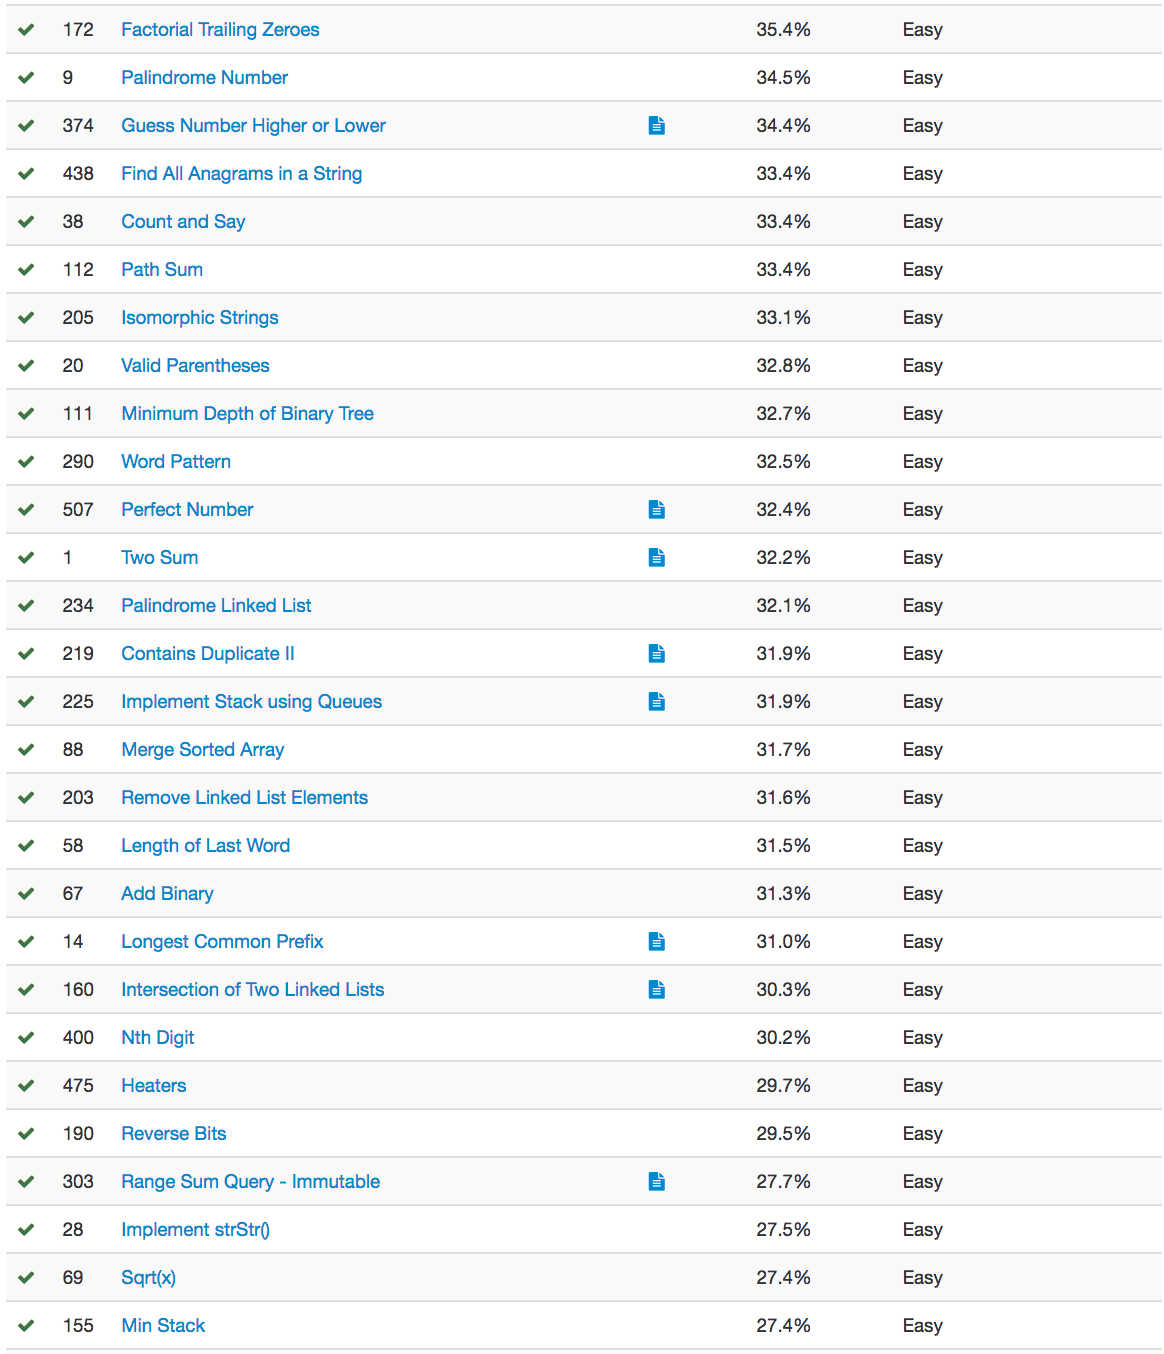 172 Factorial Trailing Zeroes 35.4% Easy
9 Palindrome Number 34.5% Easy
374 Guess Number Higher or Lower 34.4% Easy
438 Find All Anagrams in a String 33.4% Easy
38 Count and Say 33.4% Easy
112 Path Sum 33.4% Easy
205 Isomorphic Strings 33.1% Easy
20 Valid Parentheses 32.8% Easy
111 Minimum Depth of Binary Tree 32.7% Easy
290 Word Pattern 32.5% Easy
507 Perfect Number 32.4% Easy
1 Two Sum 32.2% Easy
234 Palindrome Linked List 32.1% Easy
219 Contains Duplicate II 31.9% Easy
225 Implement Stack using Queues 31.9% Easy
88 Merge Sorted Array 31.7% Easy
203 Remove Linked List Elements 31.6% Easy
58 Length of Last Word 31.5% Easy
67 Add Binary 31.3% Easy
14 Longest Common Prefix 31.0% Easy
160 Intersection of Two Linked Lists 30.3% Easy
400 Nth Digit 30.2% Easy
475 Heaters 29.7% Easy
190 Reverse Bits 29.5% Easy
303 Range Sum Query - Immutable 27.7% Easy
28 Implement strStr() 27.5% Easy
69 Sqrt(x) 27.4% Easy
155 Min Stack 27.4% Easy